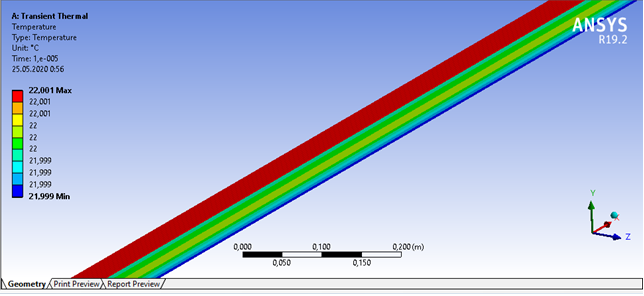 A: Transient Thermal
Temperature
Type: Temperature
Unit: °C
Time: 1,e-005
25.05.2020 0:56
ANSYS
R19.2
22,001 Max
22,001
22,001
22
22
22
21,999
21,999
21,999
21.999 Min
0,000 0,100 0,200 (m)
0,050 0,150
Y
Z
Geometry Print Preview Report Preview